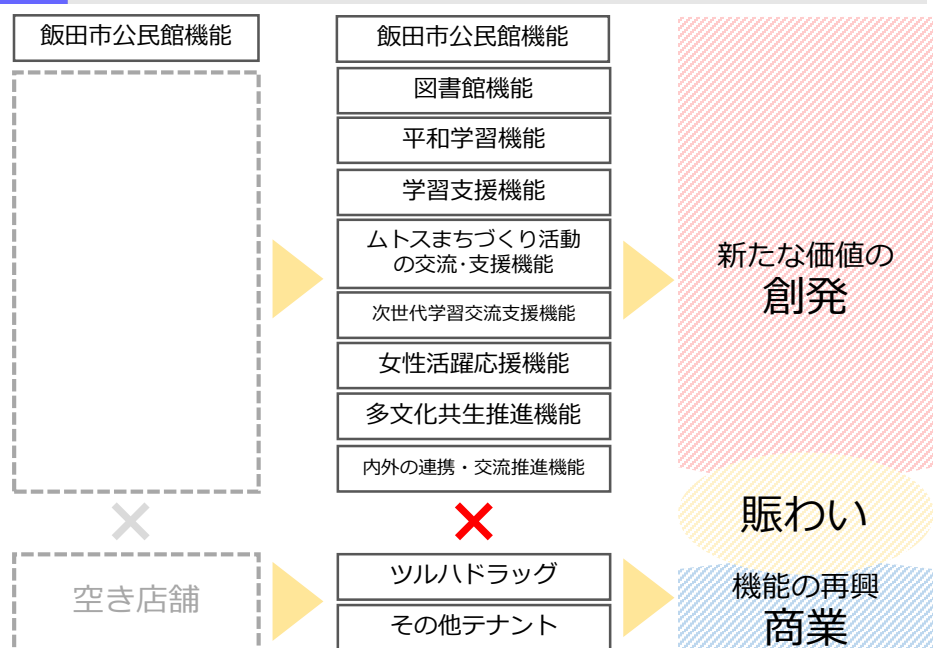 飯田市公民館機能
空き店舗
飯田市公民館機能
図書館機能
平和学習機能
学習支援機能
ムトスまちづくり活動
の交流･支援機能
次世代学習交流支援機能
女性活躍応援機能
多文化共生推進機能
内外の連携・交流推進機能
ツルハドラッグ
その他テナント
新たな価値の
創発
賑わい
機能の再興
商業